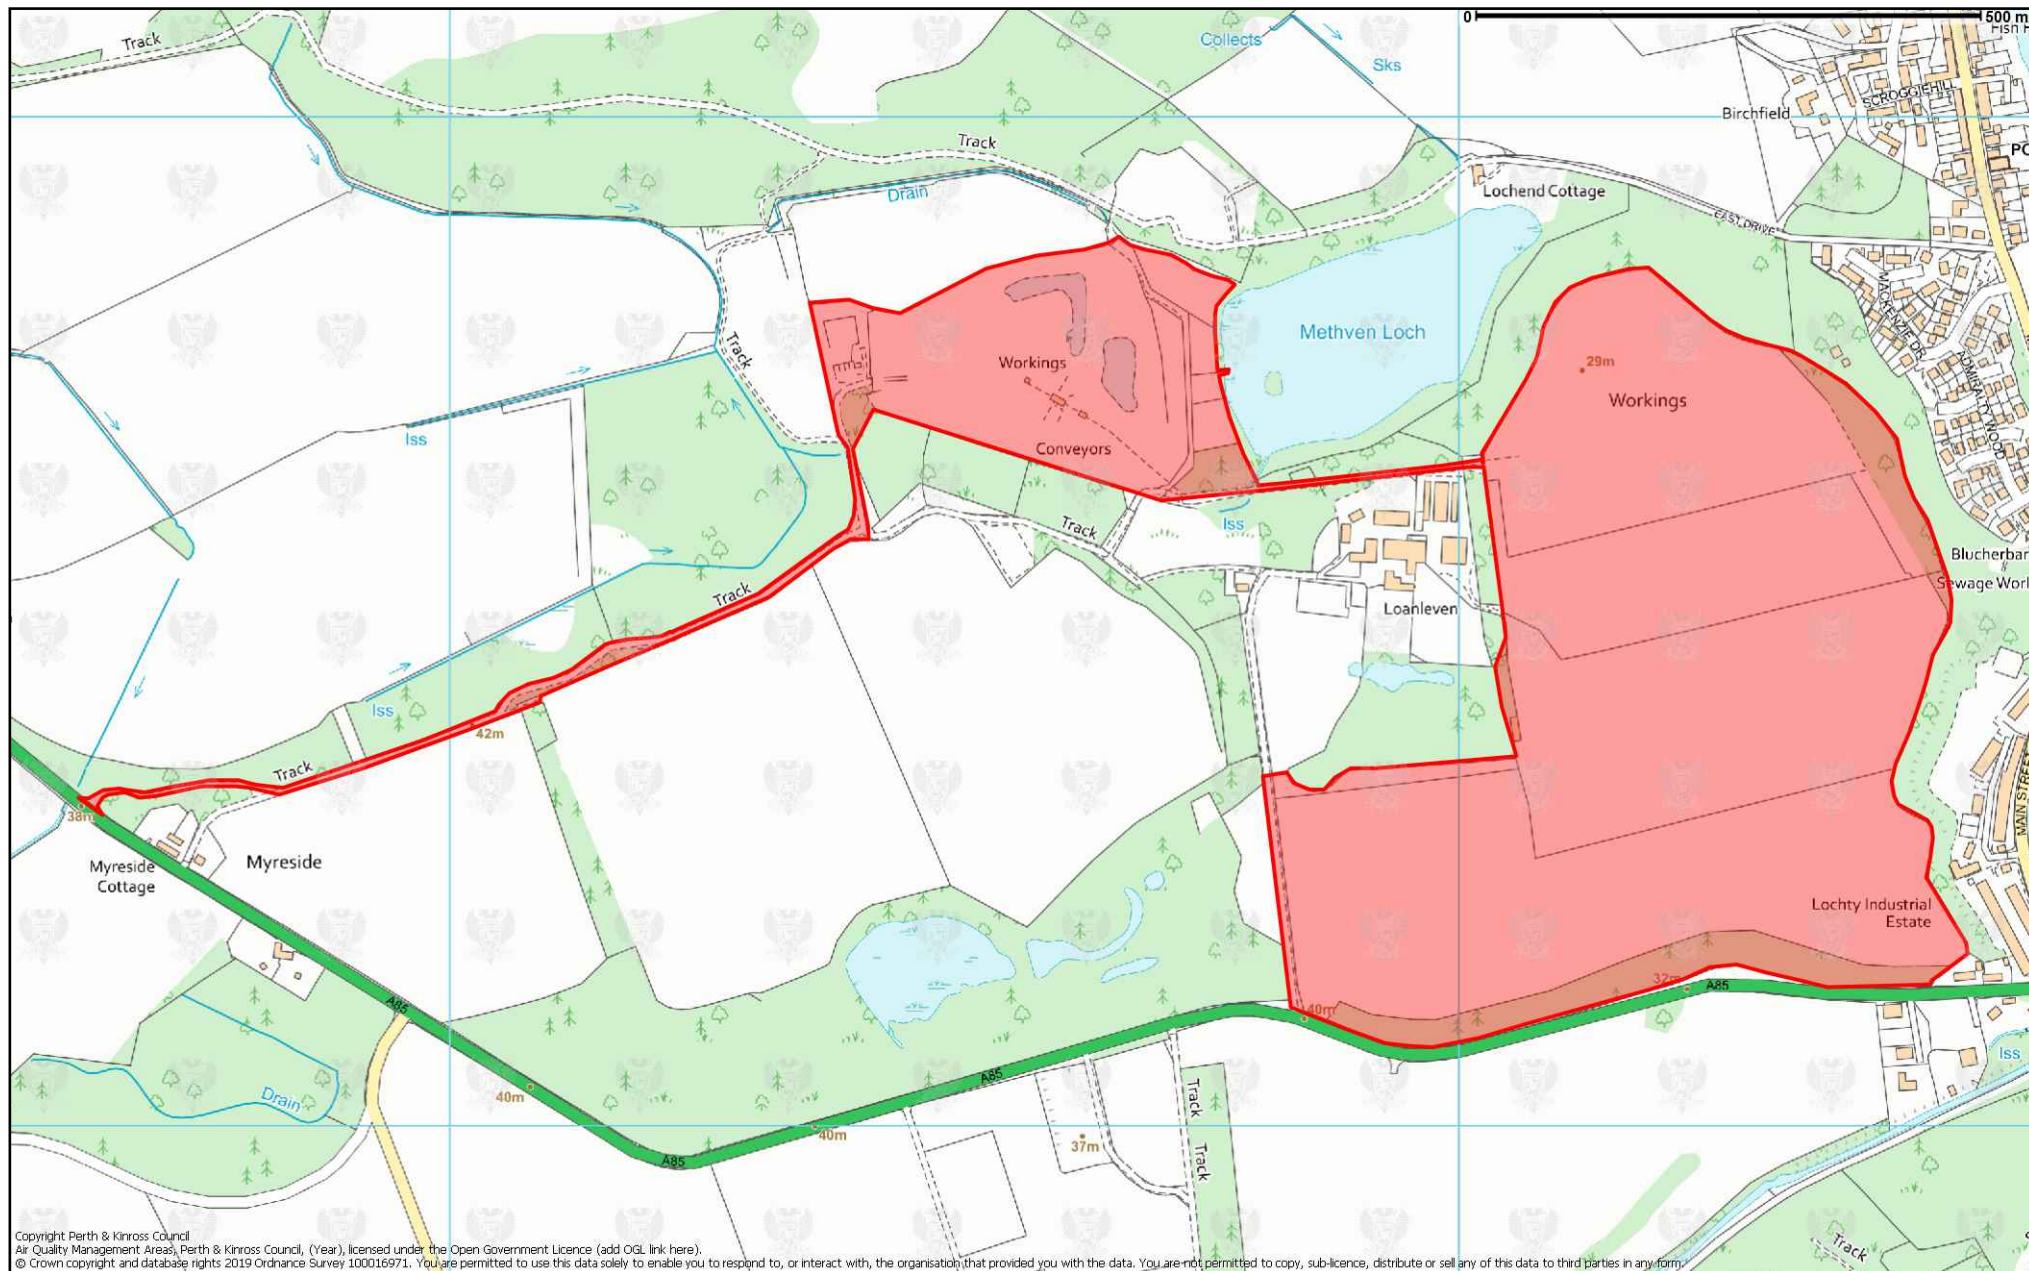 0
500 m
Track
Collects
Sks
Birchfield
SCROGGIEHILL
Track
Drain
Lochend Cottage
EAST DRIVE
Methven Loch
MACKENZIE DR
Workings
29m
Workings
ADMIRALTY WOOD
Track
Iss
Conveyors
Iss
Track
Track
Loanleven
Iss
42m
Track
38m
Myreside
Cottage
Myreside
MAIN STREET
Lochty Industrial
Estate
A85
32m
A85
40m
Iss
Drain
40m
A85
40m
A85
37m
Track
Track
Track
Copyright Perth & Kinross Council
Air Quality Management Areas, Perth & Kinross Council, (Year), licensed under the Open Government Licence (add OGL link here).
© Crown copyright and database rights 2019 Ordnance Survey 100016971. You are permitted to use this data solely to enable you to respond to, or interact with, the organisation that provided you with the data. You are not permitted to copy, sub-licence, distribute or sell any of this data to third parties in any form.